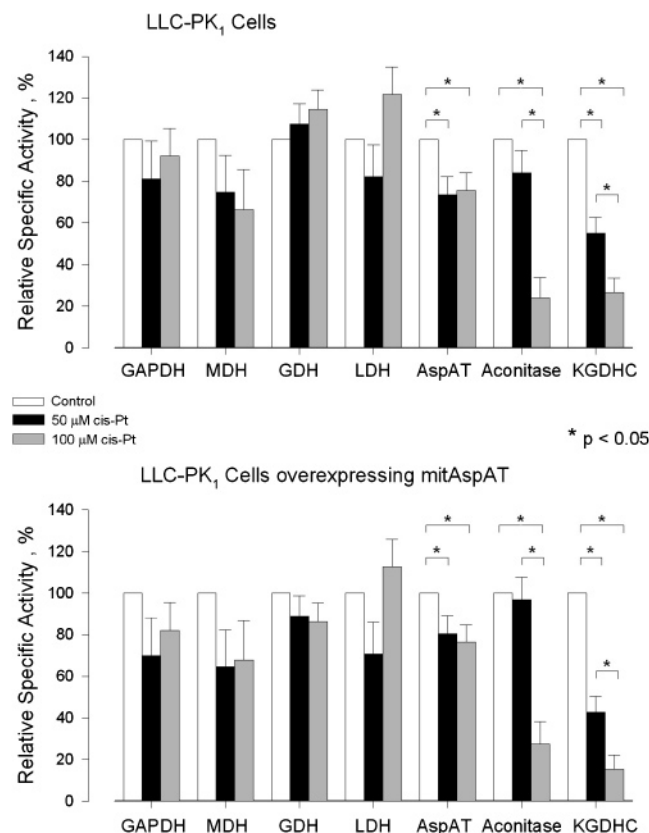 LLC-PK₁ Cells
Relative Specific Activity , %
140
120
100
80
60
40
20
0
* * *
* * *
*
GAPDH MDH GDH LDH AspAT Aconitase KGDHC
Control
50 µM cis-Pt
100 µM cis-Pt
* p < 0.05
LLC-PK₁ Cells overexpressing mitAspAT
Relative Specific Activity , %
140
120
100
80
60
40
20
0
* * *
* * *
*
GAPDH MDH GDH LDH AspAT Aconitase KGDHC